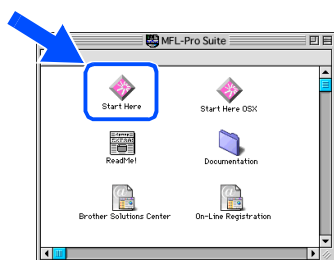 MFL-Pro Suite
Start Here
Start Here OSX
ReadMe!
Documentation
Brother Solutions Center
On-Line Registration